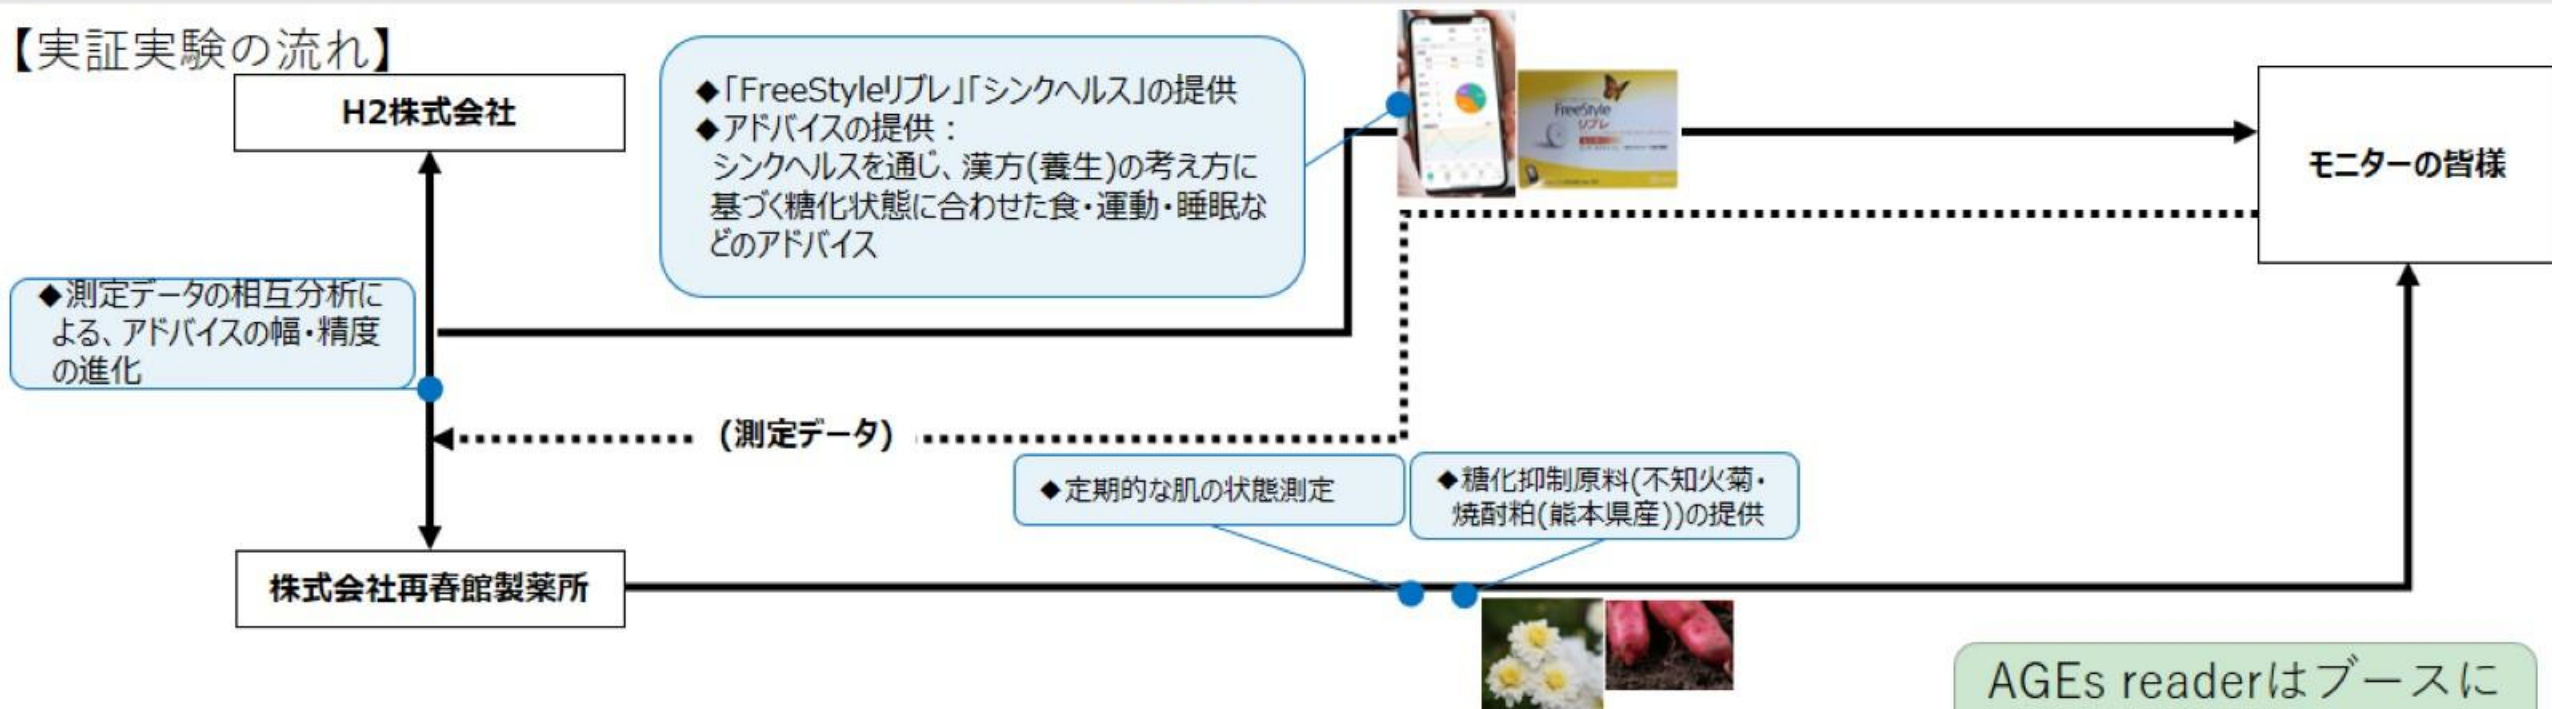 【実証実験の流れ】
H2株式会社
◆「FreeStyleリブレ」「シンクヘルス」の提供
◆アドバイスの提供：
シンクヘルスを通じ、漢方(養生)の考え方に
基づく糖化状態に合わせた食・運動・睡眠な
どのアドバイス
FreeStyle
リブレ
モニターの皆様
◆測定データの相互分析に
よる、アドバイスの幅・精度
の進化
(測定データ)
◆定期的な肌の状態測定
◆糖化抑制原料(不知火菊・
焼酎粕(熊本県産))の提供
株式会社再春館製薬所
AGEs readerはブースに